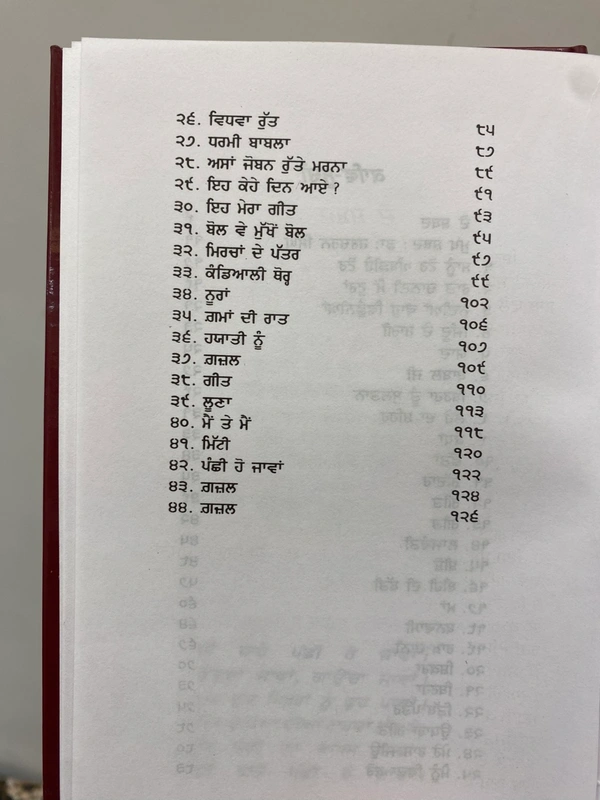 ੨੬. ਵਿਧਵਾ ਰੁੱਤ ੮੫
੨੭. ਧਰਮੀ ਬਾਬਲਾ ੮੭
੨੮. ਅਸਾਂ ਜੋਬਨ ਰੁੱਤੇ ਮਰਨਾ ੮੯
੨੯. ਇਹ ਕੇਹੇ ਦਿਨ ਆਏ ? ੯੧
੩੦. ਇਹ ਮੇਰਾ ਗੀਤ ੯੩
੩੧. ਬੋਲ ਵੇ ਮੁੱਖੋਂ ਬੋਲ ੯੫
੩੨. ਮਿਰਚਾਂ ਦੇ ਪੱਤਰ ੯੭
੩੩. ਕੰਡਿਆਲੀ ਥੋਰ੍ਹ ੯੯
੩੪. ਨੂਰਾਂ ੧੦੨
੩੫. ਗ਼ਮਾਂ ਦੀ ਰਾਤ ੧੦੬
੩੬. ਹਯਾਤੀ ਨੂੰ ੧੦੭
੩੭. ਗ਼ਜ਼ਲ ੧੦੯
੩੮. ਗੀਤ ੧੧੦
੩੯. ਲੂਣਾ ੧੧੩
੪੦. ਮੈਂ ਤੇ ਮੈਂ ੧੧੮
੪੧. ਮਿੱਟੀ ੧੨੦
੪੨. ਪੰਛੀ ਹੋ ਜਾਵਾਂ ੧੨੨
੪੩. ਗ਼ਜ਼ਲ ੧੨੪
੪੪. ਗ਼ਜ਼ਲ ੧੨੬